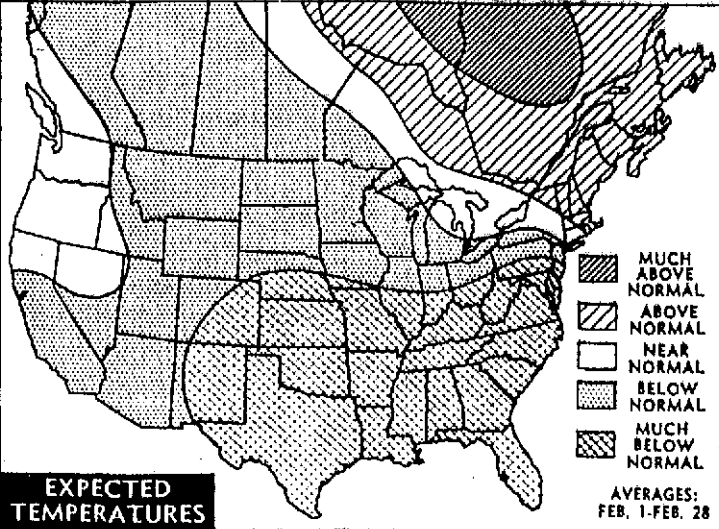 MUCH
ABOVE
NORMAL
ABOVE
NORMAL
NEAR
NORMAL
BELOW
NORMAL
MUCH
BELOW
NORMAL
EXPECTED
TEMPERATURES
AVERAGES:
FEB. 1-FEB. 28